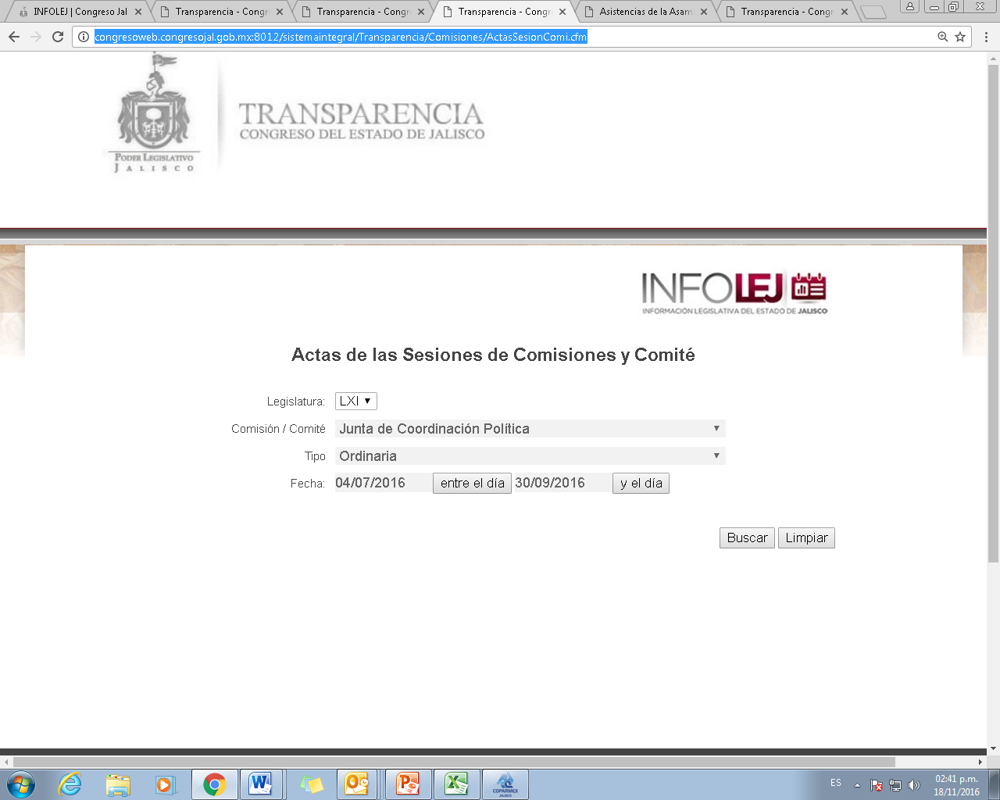 INFOLEJ | Congreso Jal
Transparencia - Congr
Transparencia - Congr
Transparencia - Congr
Asistencias de la Asam
Transparencia - Congr
congresoweb.congresojal.gob.mx:8012/sistemaintegral/Transparencia/Comisiones/ActasSesionComi.cfm
TRANSPARENCIA
CONGRESO DEL ESTADO DE JALISCO
PODER LEGISLATIVO
JALISCO
INFOLEJ
INFORMACIÓN LEGISLATIVA DEL ESTADO DE JALISCO
Actas de las Sesiones de Comisiones y Comité
Legislatura: LXI
Comisión / Comité Junta de Coordinación Política
Tipo Ordinaria
Fecha: 04/07/2016 entre el día 30/09/2016 y el día
Buscar Limpiar
COPARMEX
JALISCO
ES
02:41 p.m.
18/11/2016